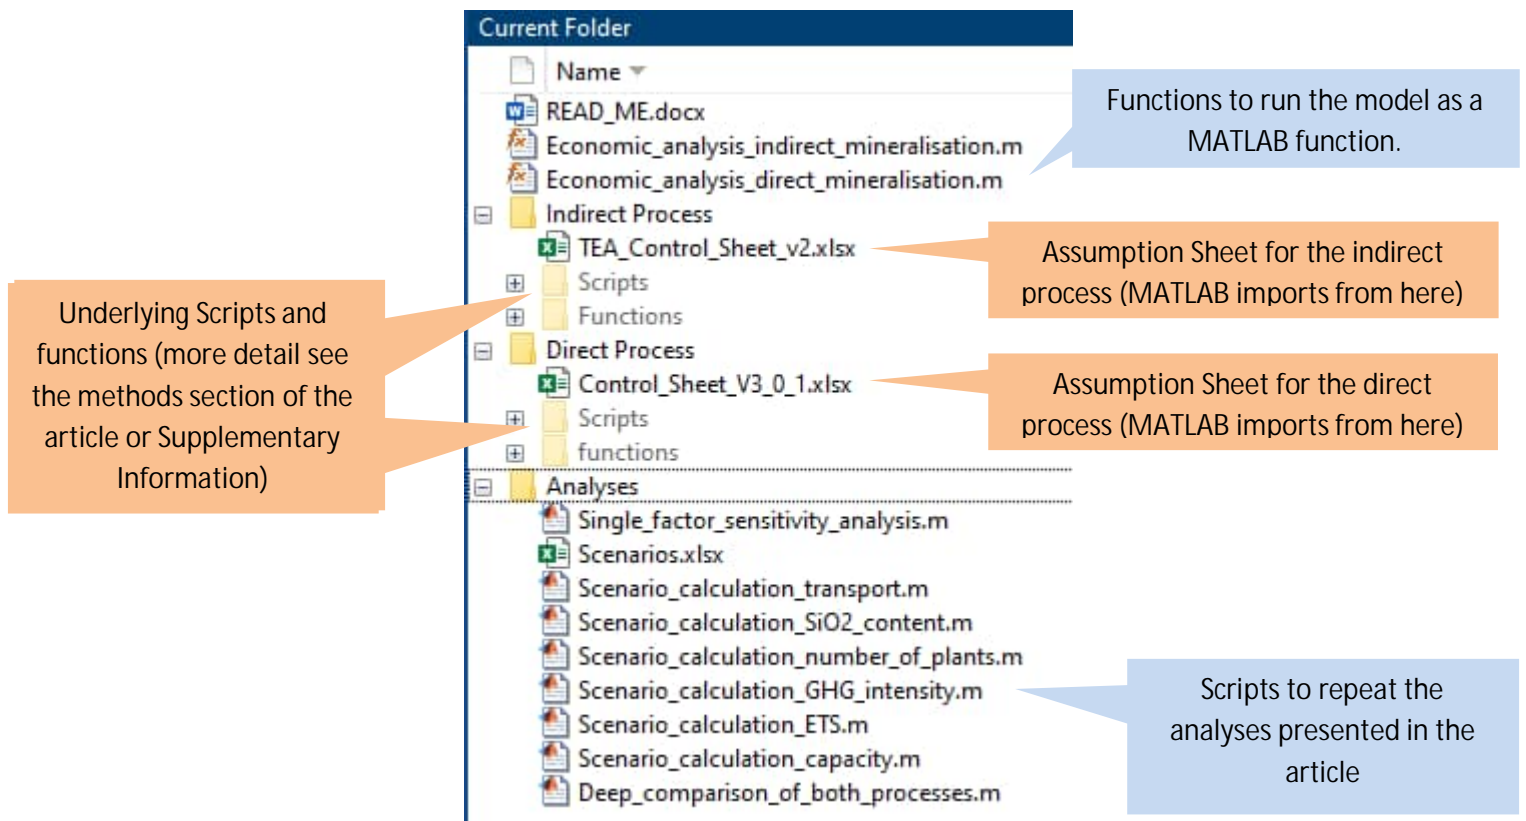 Current Folder
Name
READ_ME.docx
Economic_analysis_indirect_mineralisation.m
Economic_analysis_direct_mineralisation.m
Indirect Process
TEA_Control_Sheet_v2.xlsx
Scripts
Functions
Direct Process
Control_Sheet_V3_0_1.xlsx
Scripts
functions
Analyses
Single_factor_sensitivity_analysis.m
Scenarios.xlsx
Scenario_calculation_transport.m
Scenario_calculation_SiO2_content.m
Scenario_calculation_number_of_plants.m
Scenario_calculation_GHG_intensity.m
Scenario_calculation_ETS.m
Scenario_calculation_capacity.m
Deep_comparison_of_both_processes.m
Functions to run the model as a
MATLAB function.
Assumption Sheet for the indirect
process (MATLAB imports from here)
Underlying Scripts and
functions (more detail see
the methods section of the
article or Supplementary
Information)
Assumption Sheet for the direct
process (MATLAB imports from here)
Scripts to repeat the
analyses presented in the
article